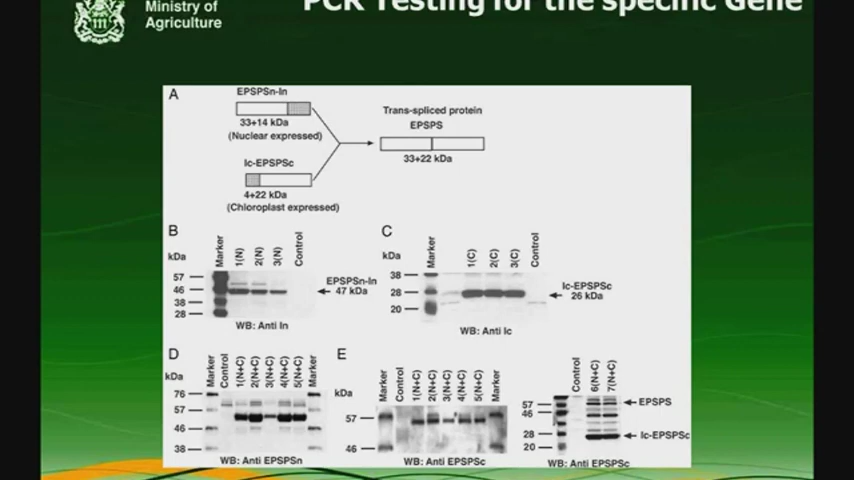 Ministry of
Agriculture
PCR Testing for the specific Gene
A
EPSPSn-In
33+14 kDa
(Nuclear expressed)
Ic-EPSPSc
4+22 kDa
(Chloroplast expressed)
Trans-spliced protein
EPSPS
33+22 kDa
B
kDa
Marker
1(N)
2(N)
3(N)
Control
57
46
38
28
EPSPSn-In
47 kDa
WB: Anti In
C
kDa
Marker
1(C)
2(C)
3(C)
Control
38
28
20
Ic-EPSPSc
26 kDa
WB: Anti Ic
D
kDa
Marker
Control
1(N+C)
2(N+C)
3(N+C)
4(N+C)
5(N+C)
Marker
76
57
46
38
WB: Anti EPSPSn
E
kDa
Marker
Control
1(N+C)
2(N+C)
3(N+C)
4(N+C)
5(N+C)
Marker
57
46
WB: Anti EPSPSc
Control
6(N+C)
7(N+C)
57
46
28
20
EPSPS
Ic-EPSPSc
WB: Anti EPSPSc